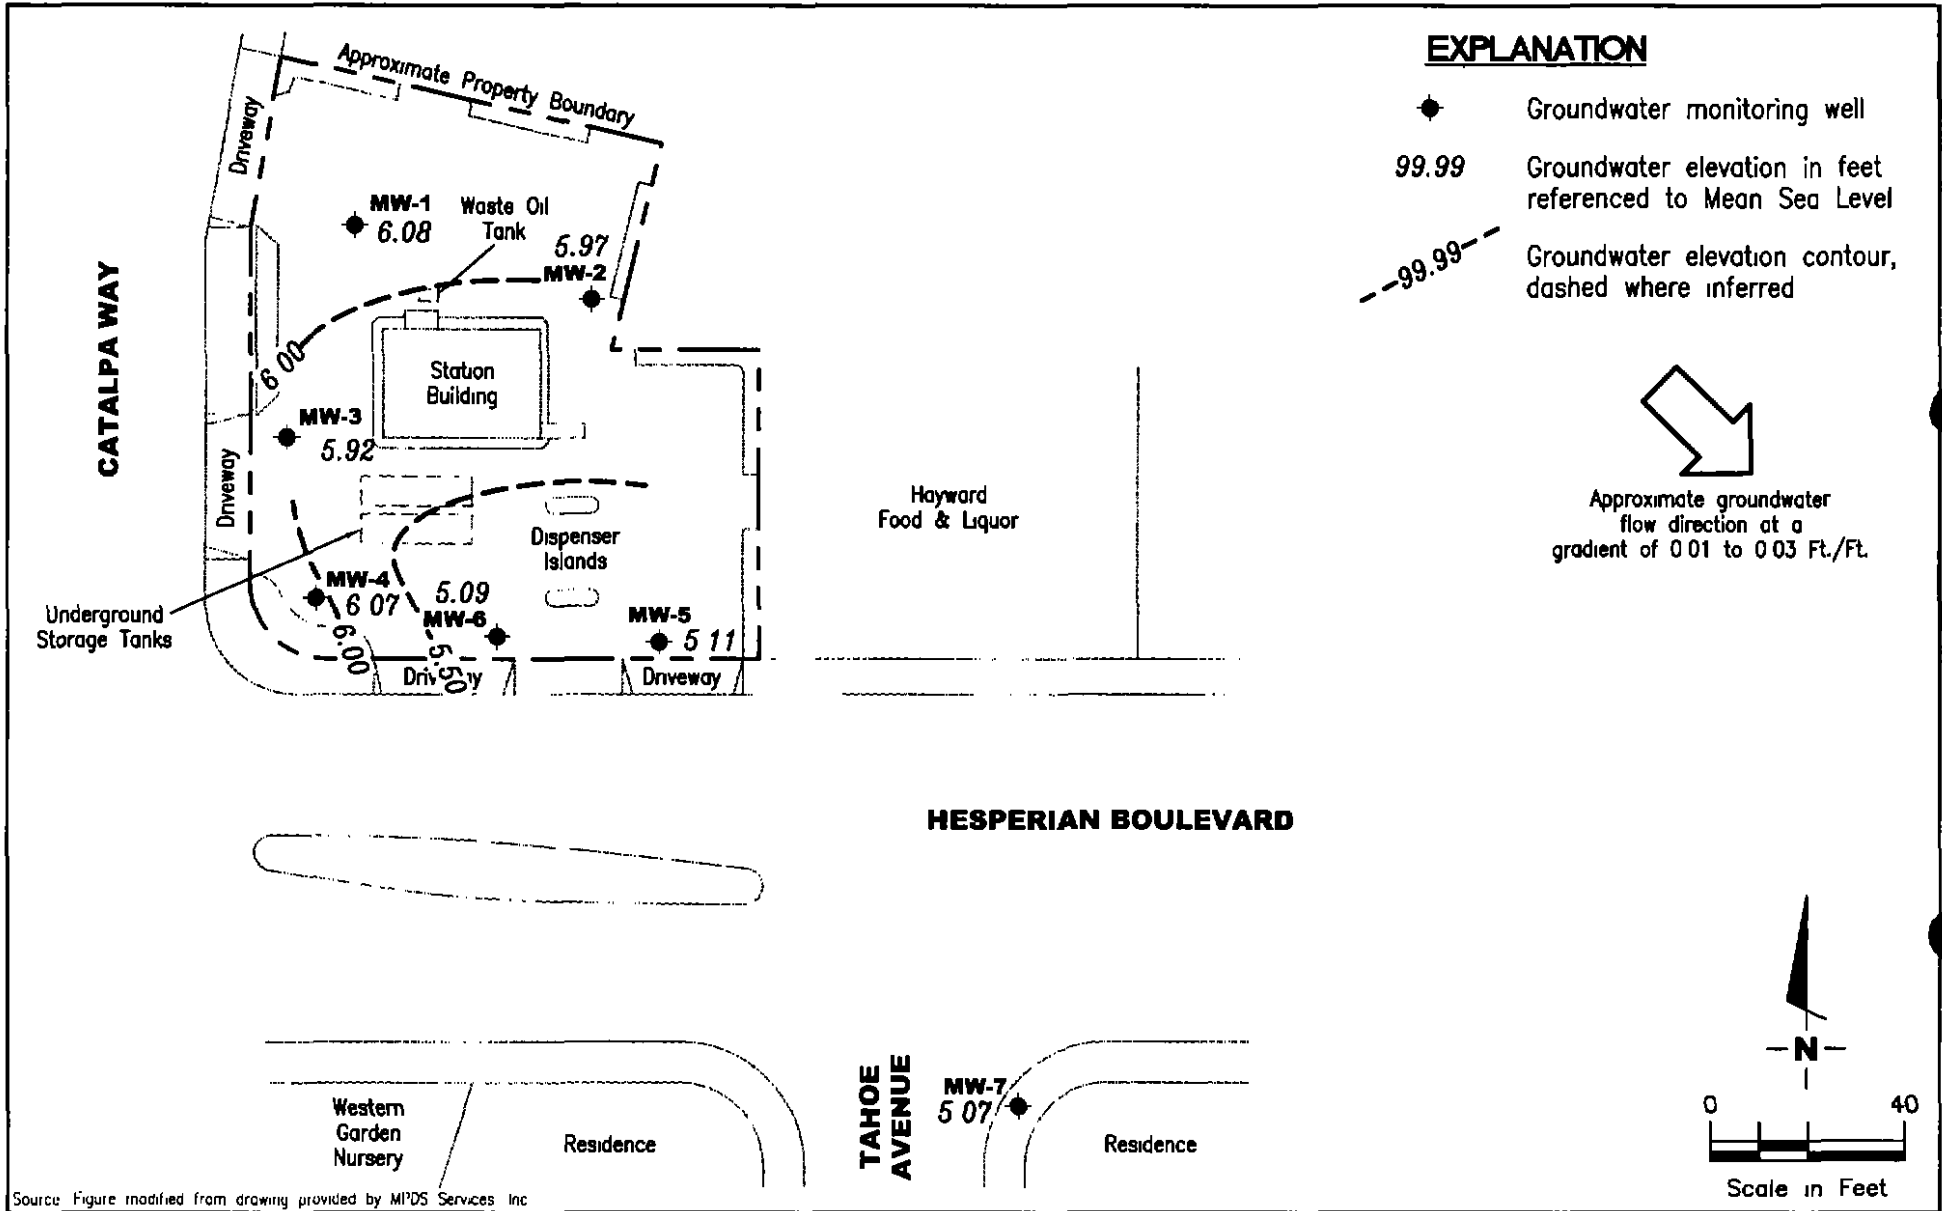 EXPLANATION
Groundwater monitoring well
99.99
Groundwater elevation in feet
referenced to Mean Sea Level
99.99
Groundwater elevation contour,
dashed where inferred
Approximate groundwater
flow direction at a
gradient of 0 01 to 0 03 Ft./Ft.
Approximate Property Boundary
Driveway
MW-1
6.08
Waste Oil
Tank
5.97
MW-2
CATALPA WAY
6 00
Station
Building
MW-3
5.92
Driveway
Hayward
Food & Liquor
Dispenser
Islands
MW-4
6 07
5.09
MW-6
MW-5
5 11
Underground
Storage Tanks
6.00
5.50
Driveway
Driveway
HESPERIAN BOULEVARD
TAHOE
AVENUE
MW-7
5 07
Western
Garden
Nursery
Residence
Residence
N
0 40
Scale in Feet
Source Figure modified from drawing provided by MPDS Services Inc